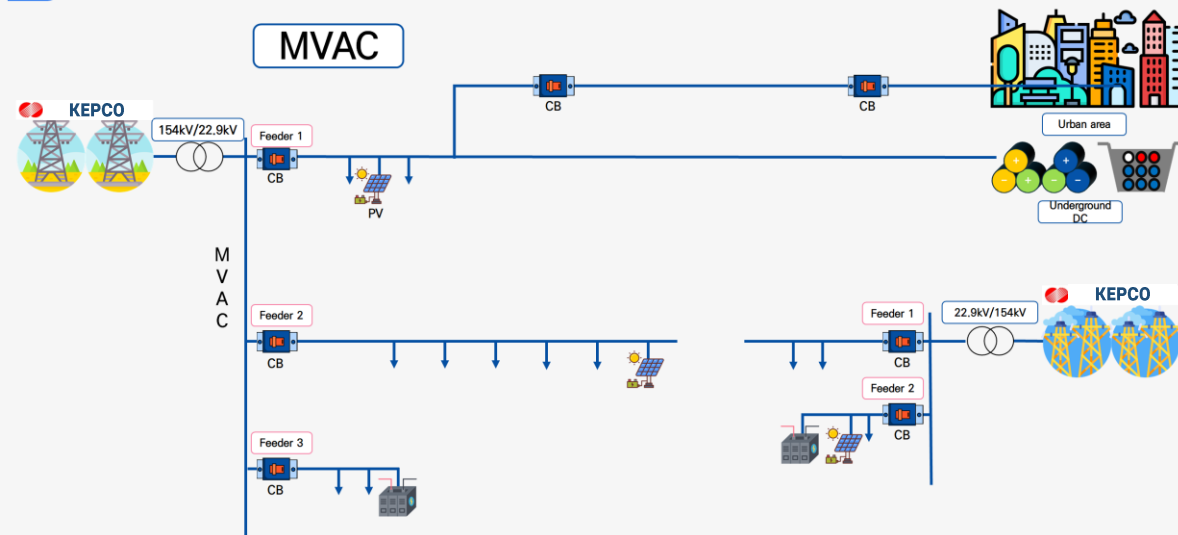 MVAC
CB
CB
KEPCO
154kV/22.9kV
Feeder 1
CB
PV
Urban area
Underground
DC
M
V
A
C
Feeder 2
CB
KEPCO
Feeder 1
22.9kV/154kV
CB
Feeder 2
CB
Feeder 3
CB